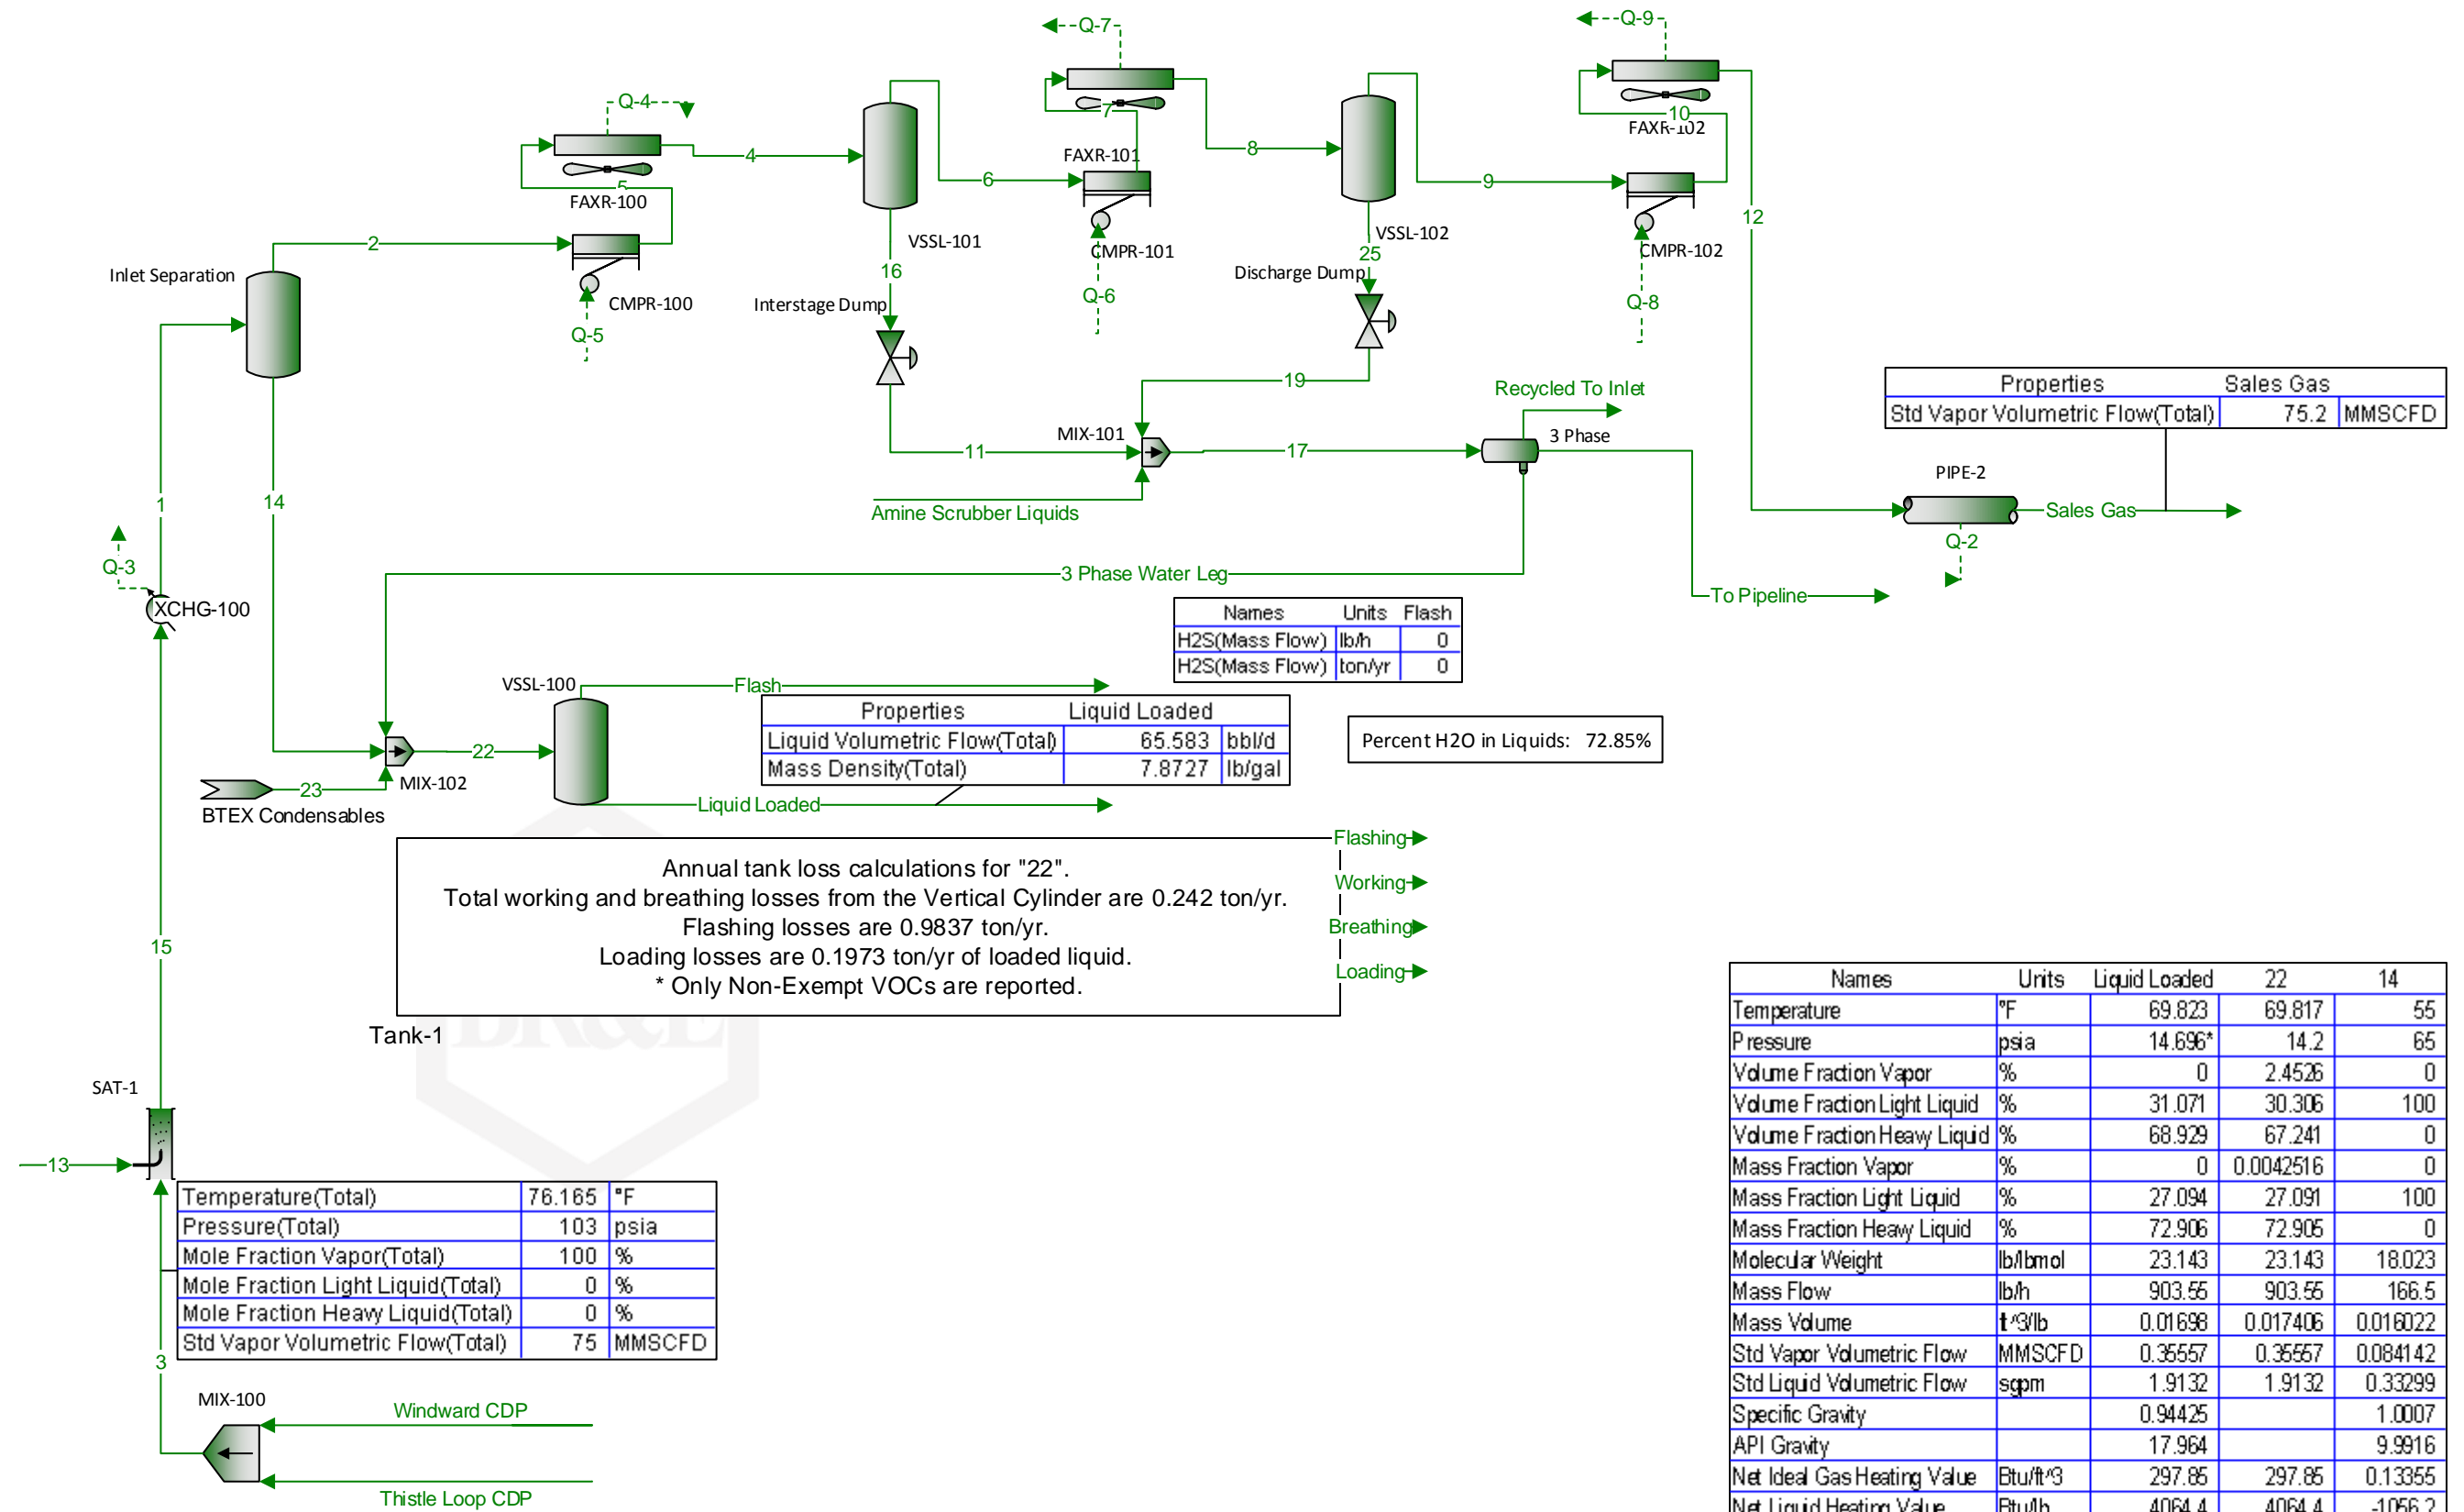 Q-7
Q-9
Q-4
7
10
FAXR-102
4
FAXR-101
8
5
FAXR-100
6
9
12
VSSL-101
VSSL-102
2
CMPR-101
CMPR-102
25
Inlet Separation
16
Discharge Dump
CMPR-100
Interstage Dump
Q-6
Q-8
Q-5
19
Recycled To Inlet
Properties Sales Gas
Std Vapor Volumetric Flow(Total) 75.2 MMSCFD
MIX-101
3 Phase
11
17
PIPE-2
1
14
Amine Scrubber Liquids
Sales Gas
Q-2
Q-3
3 Phase Water Leg
XCHG-100
To Pipeline
Names Units Flash
H2S(Mass Flow) lb/h 0
H2S(Mass Flow) ton/yr 0
VSSL-100
Flash
Properties Liquid Loaded
Liquid Volumetric Flow(Total) 65.583 bbl/d
Mass Density(Total) 7.8727 lb/gal
Percent H2O in Liquids: 72.85%
22
MIX-102
23
BTEX Condensables
Liquid Loaded
Annual tank loss calculations for "22".
Total working and breathing losses from the Vertical Cylinder are 0.242 ton/yr.
Flashing losses are 0.9837 ton/yr.
Loading losses are 0.1973 ton/yr of loaded liquid.
* Only Non-Exempt VOCs are reported.
Flashing
Working
Breathing
Loading
Tank-1
BR&E
15
SAT-1
13
Temperature(Total) 76.165 °F
Pressure(Total) 103 psia
Mole Fraction Vapor(Total) 100 %
Mole Fraction Light Liquid(Total) 0 %
Mole Fraction Heavy Liquid(Total) 0 %
Std Vapor Volumetric Flow(Total) 75 MMSCFD
3
MIX-100
Windward CDP
Thistle Loop CDP
Names Units Liquid Loaded 22 14
Temperature °F 69.823 69.817 55
Pressure psia 14.696* 14.2 65
Volume Fraction Vapor % 0 2.4526 0
Volume Fraction Light Liquid % 31.071 30.306 100
Volume Fraction Heavy Liquid % 68.929 67.241 0
Mass Fraction Vapor % 0 0.0042516 0
Mass Fraction Light Liquid % 27.094 27.091 100
Mass Fraction Heavy Liquid % 72.906 72.905 0
Molecular Weight lb/lbmol 23.143 23.143 18.023
Mass Flow lb/h 903.55 903.55 166.5
Mass Volume ft^3/lb 0.01698 0.017406 0.016022
Std Vapor Volumetric Flow MMSCFD 0.35557 0.35557 0.084142
Std Liquid Volumetric Flow sgpm 1.9132 1.9132 0.33299
Specific Gravity 0.94425 1.0007
API Gravity 17.964 9.9916
Net Ideal Gas Heating Value Btu/ft^3 297.85 297.85 0.13355
Net Liquid Heating Value Btu/lb 4064.4 4064.4 -1056.2